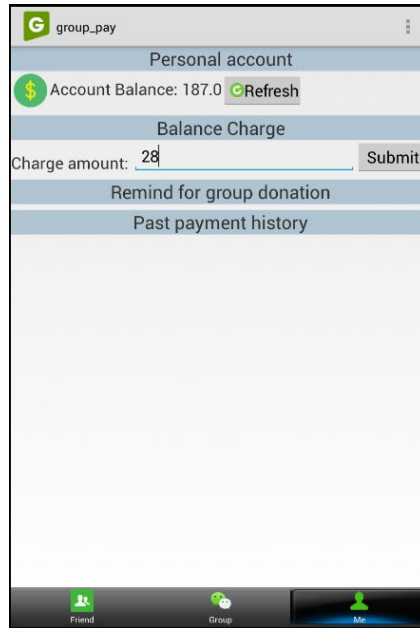 G group_pay
Personal account
$ Account Balance: 187.0 Refresh
Balance Charge
Charge amount: 28 Submit
Remind for group donation
Past payment history
Friend Group Me